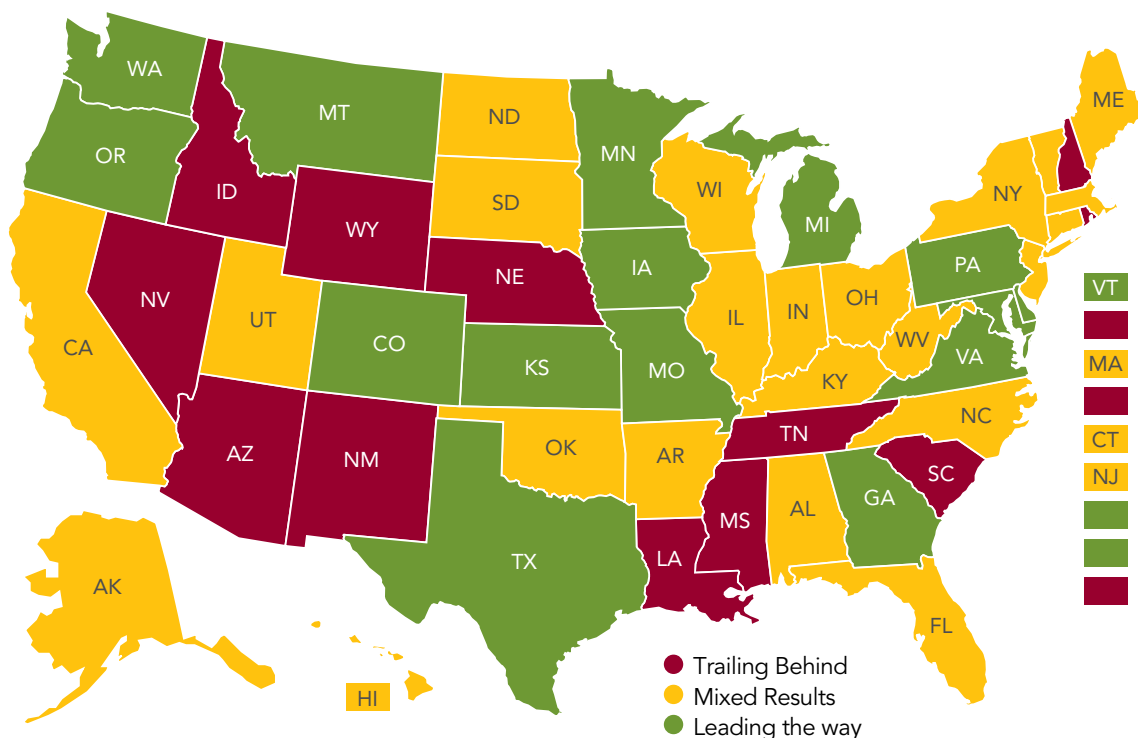 WA
MT
ND
ME
OR
MN
ID
SD
WI
NY
WY
MI
NE
IA
PA
NV
UT
CO
IL
IN
OH
VT
CA
KS
MO
WV
VA
MA
KY
NC
AZ
NM
OK
AR
TN
SC
CT
NJ
TX
LA
MS
AL
GA
AK
FL
HI
Trailing Behind
Mixed Results
Leading the way